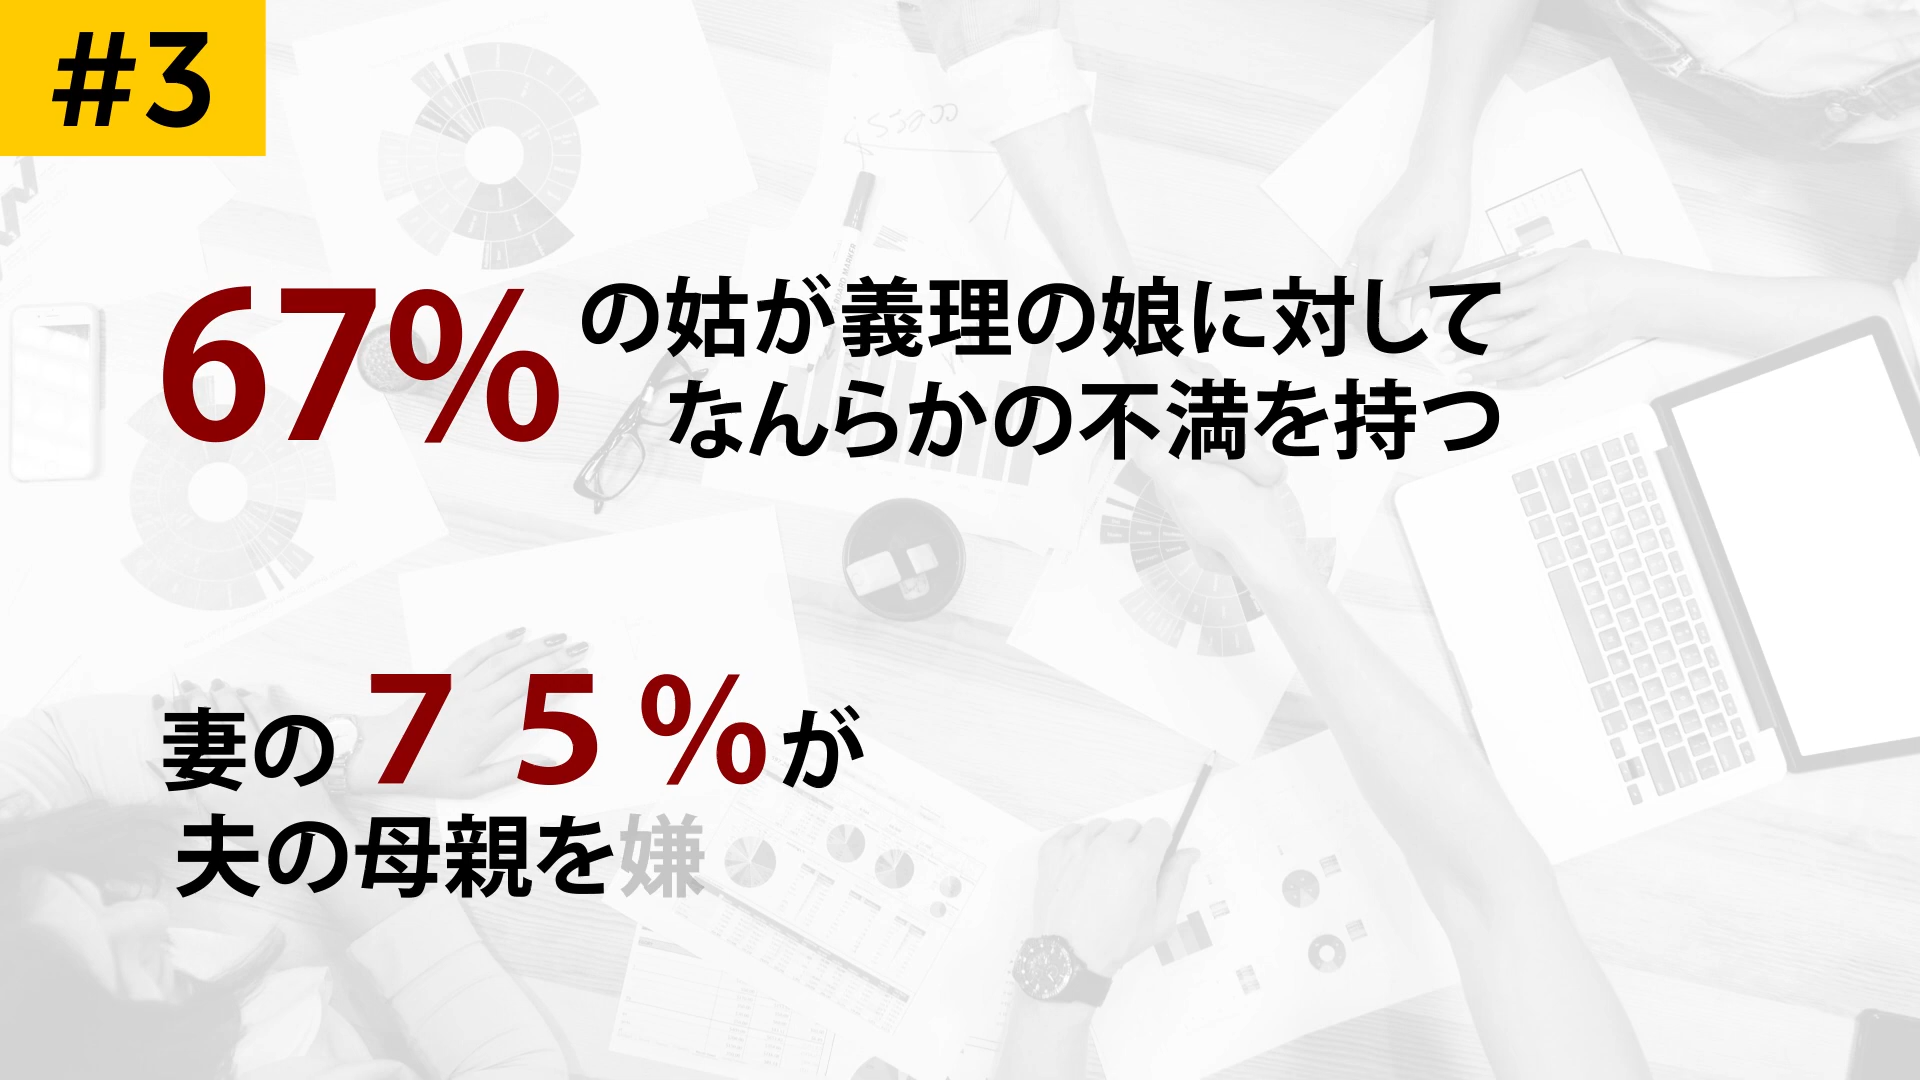 #3
67%の姑が義理の娘に対して
なんらかの不満を持つ
妻の７５％が
夫の母親を嫌